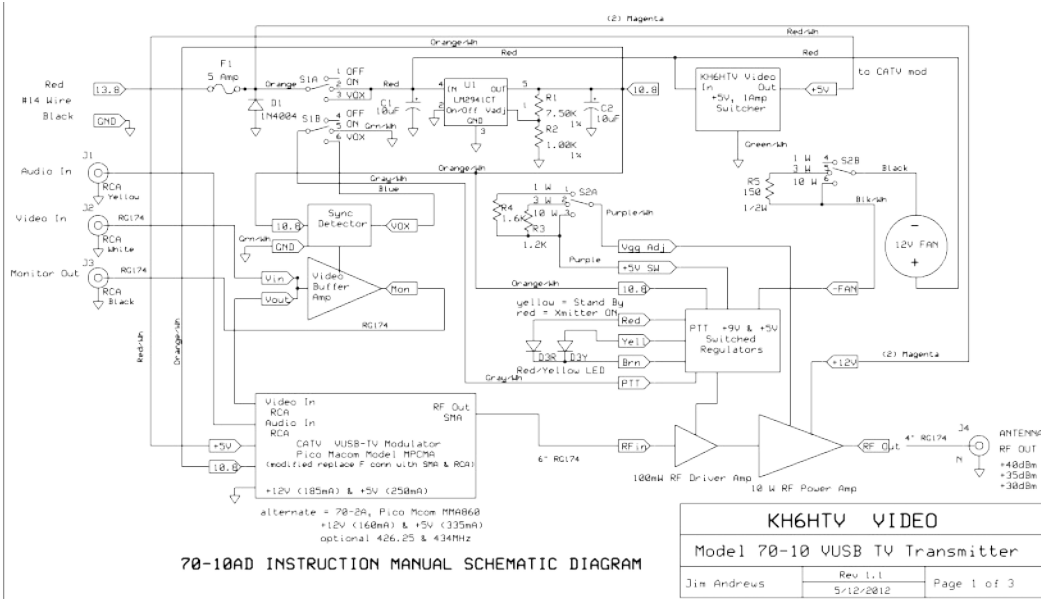 (2) Magenta
Red/Wh
Orange/Wh
Red
Red
F1
5 Amp
Red
#14 Wire
Black
13.8
GND
Orange
S1A
1 OFF
2 ON
3 VOX
D1
1N4004
S1B
4 OFF
5 ON
6 VOX
Grn/Wh
Red
C1
10uF
4
IN
U1
LM2941CT
On/Off Vadj
GND
OUT
5
2
1
3
R1
7.50K
1%
R2
1.00K
1%
C2
10uF
10.8
KH6HTV Video
In Out
+5V, 1Amp
Switcher
+5V
to CATV mod
Green/Wh
Orange/Wh
Gray/Wh
Blue
J1
Audio In
RCA
Yellow
J2
Video In
RG174
RCA
White
J3
Monitor Out
RG174
RCA
Black
10.8
Sync
Detector
VOX
Grn/Wh
GND
Vin
Vout
Video
Buffer
Amp
Mon
RG174
1 W 1
3 W 2
10 W 3
S2A
R4
1.6K
R3
1.2K
Purple/Wh
Purple
1 W 4
3 W 5
10 W 6
S2B
Black
R5
150
1/2W
Blk/Wh
12V FAN
Vgg Adj
+5V SW
Orange/Wh
10.8
-FAN
yellow = Stand By
red = Xmitter ON
Red
Yell
Brn
PTT
D3R
D3Y
Red/Yellow LED
Gray/Wh
PTT +9V & +5V
Switched
Regulators
+12V
(2) Magenta
Red/Wh
Orange/Wh
Video In
RCA
Audio In
RCA
RF Out
SMA
+5V
10.8
CATV VUSB-TV Modulator
Pico Macom Model MPCMA
(modified replace F conn with SMA & RCA)
+12V (185mA) & +5V (250mA)
alternate = 70-2A, Pico Mcom MMA860
+12V (160mA) & +5V (335mA)
optional 426.25 & 434MHz
6" RG174
RFin
100mW RF Driver Amp
10 W RF Power Amp
RF Out
4" RG174
J4
N
ANTENNA
RF OUT
+40dBm
+35dBm
+30dBm
70-10AD INSTRUCTION MANUAL SCHEMATIC DIAGRAM
KH6HTV VIDEO
Model 70-10 VUSB TV Transmitter
Jim Andrews
Rev 1.1
5/12/2012
Page 1 of 3